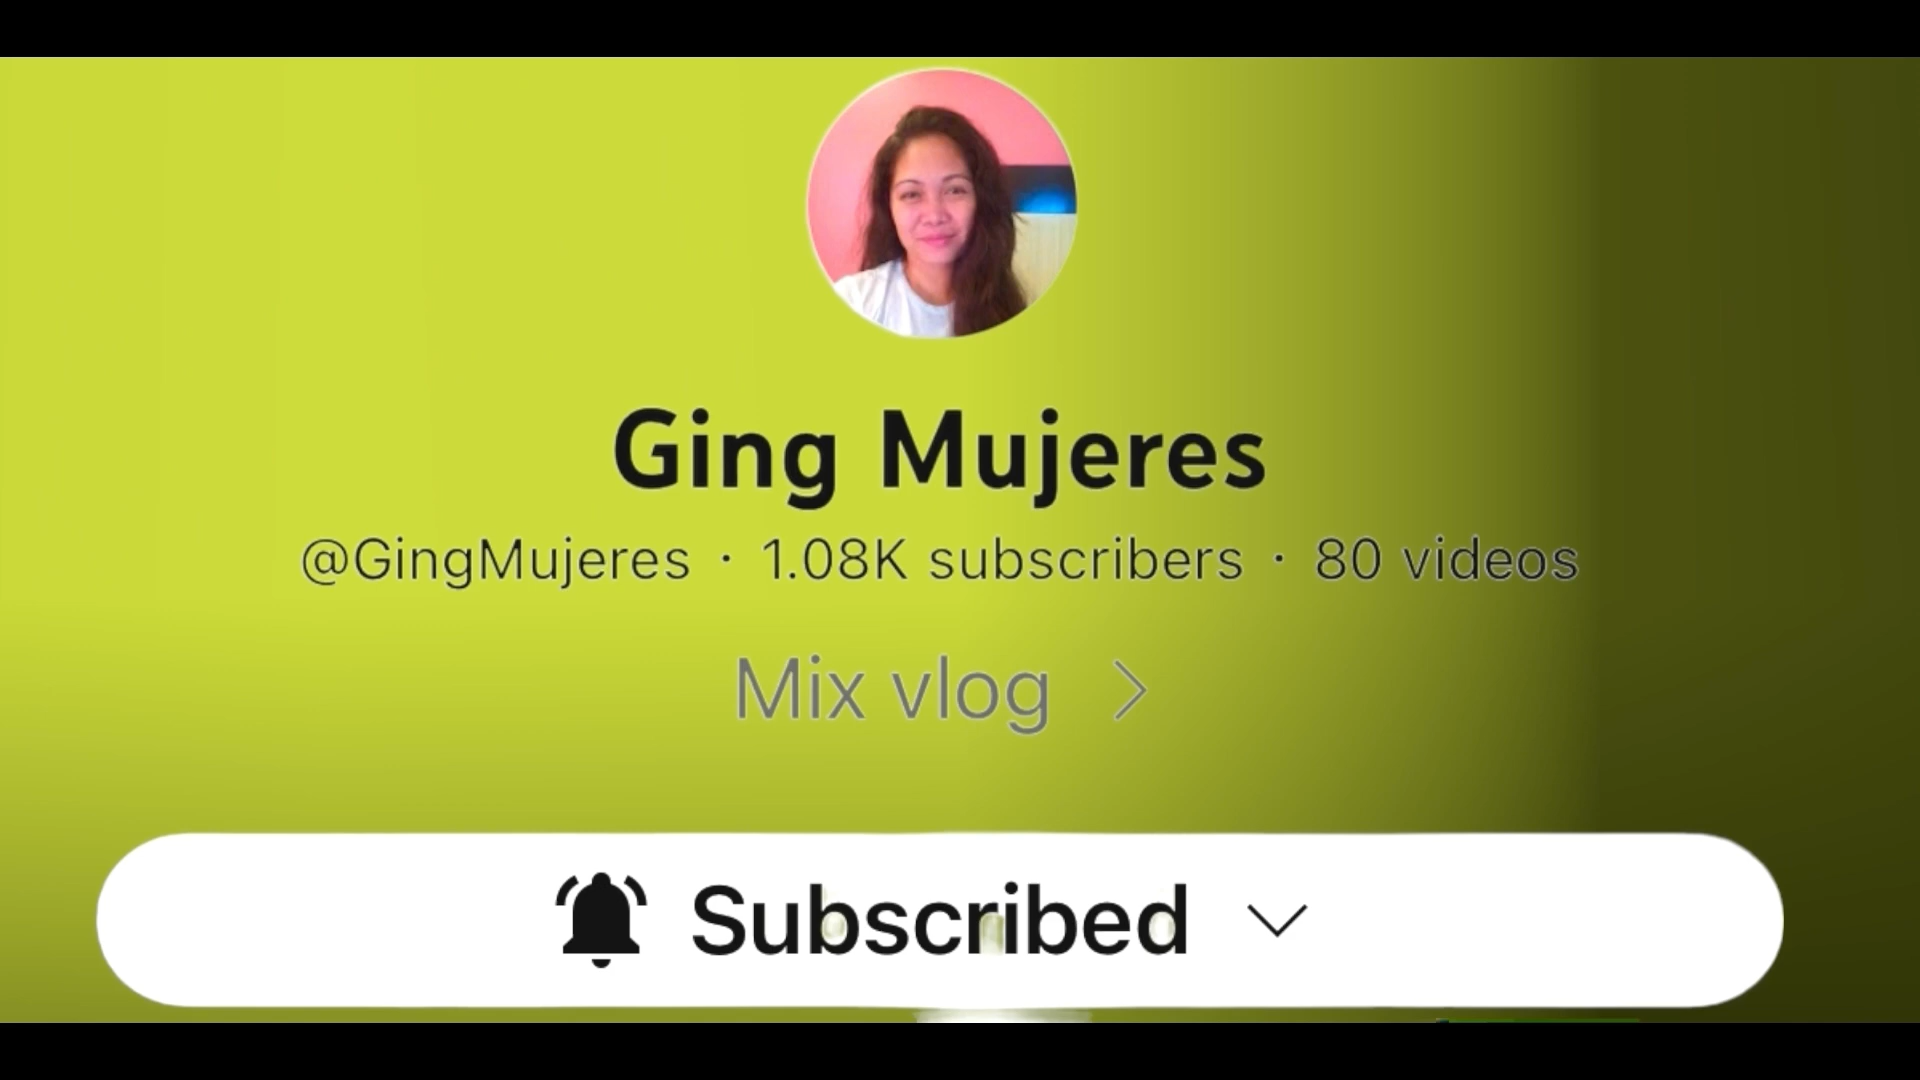 Ging Mujeres
@GingMujeres · 1.08K subscribers · 80 videos
Mix vlog >
Subscribed